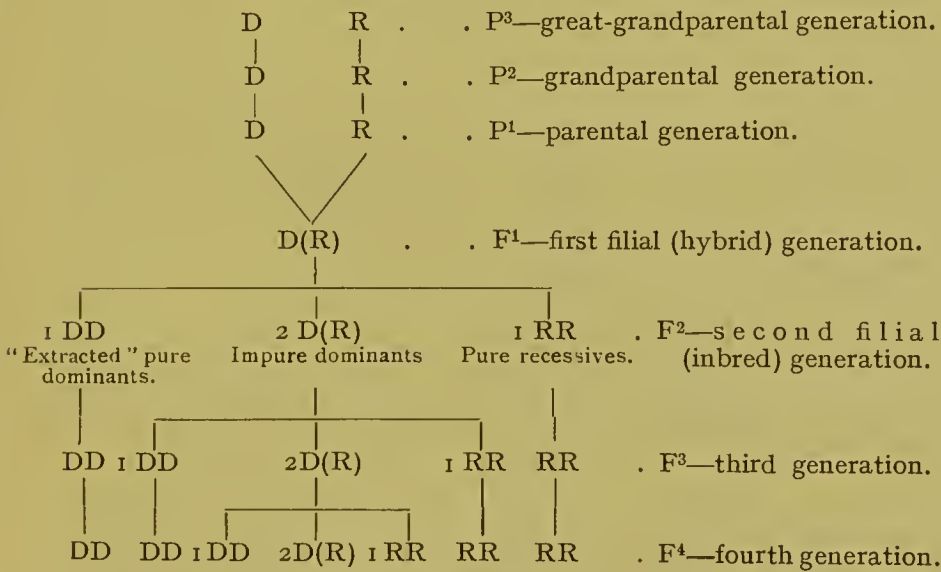 D R . . P³—great-grandparental generation.
D R . . P²—grandparental generation.
D R . . P¹—parental generation.
D(R) . . F¹—first filial (hybrid) generation.
1 DD 2 D(R) 1 RR . F²—second filial
"Extracted" pure Impure dominants Pure recessives. (inbred) generation.
dominants.
DD 1 DD 2D(R) 1 RR RR . F³—third generation.
DD DD 1 DD 2D(R) 1 RR RR RR . F⁴—fourth generation.